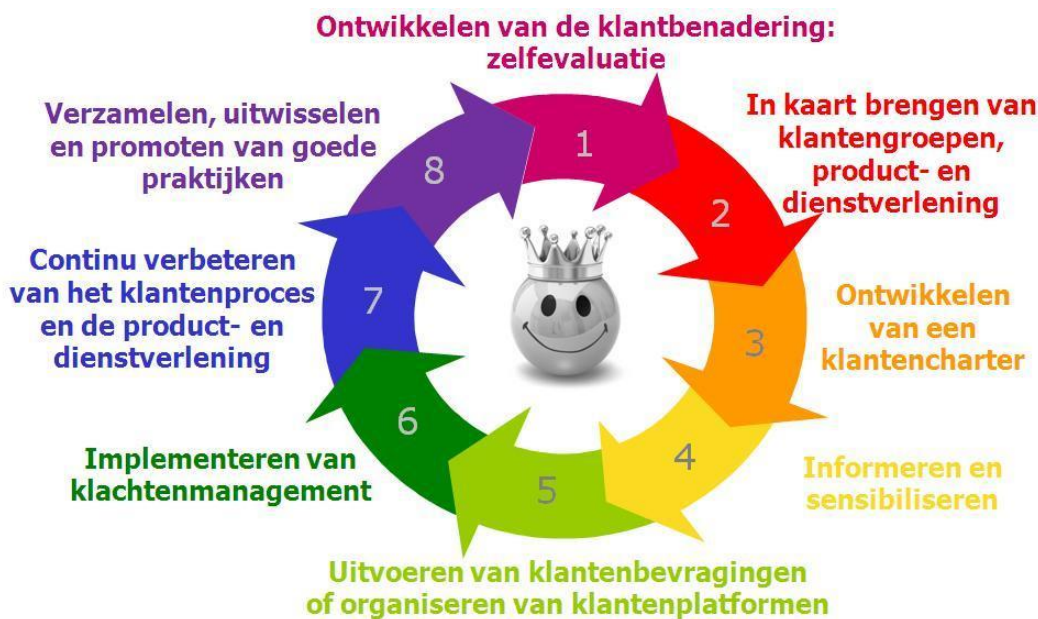 Ontwikkelen van de klantbenadering:
zelfevaluatie
1
In kaart brengen van
klantengroepen,
product- en
dienstverlening
2
Ontwikkelen
van een
klantencharter
3
Informeren en
sensibiliseren
4
Uitvoeren van klantenbevragingen
of organiseren van klantenplatformen
5
Implementeren van
klachtenmanagement
6
Continu verbeteren
van het klantenproces
en de product- en
dienstverlening
7
Verzamelen, uitwisselen
en promoten van goede
praktijken
8